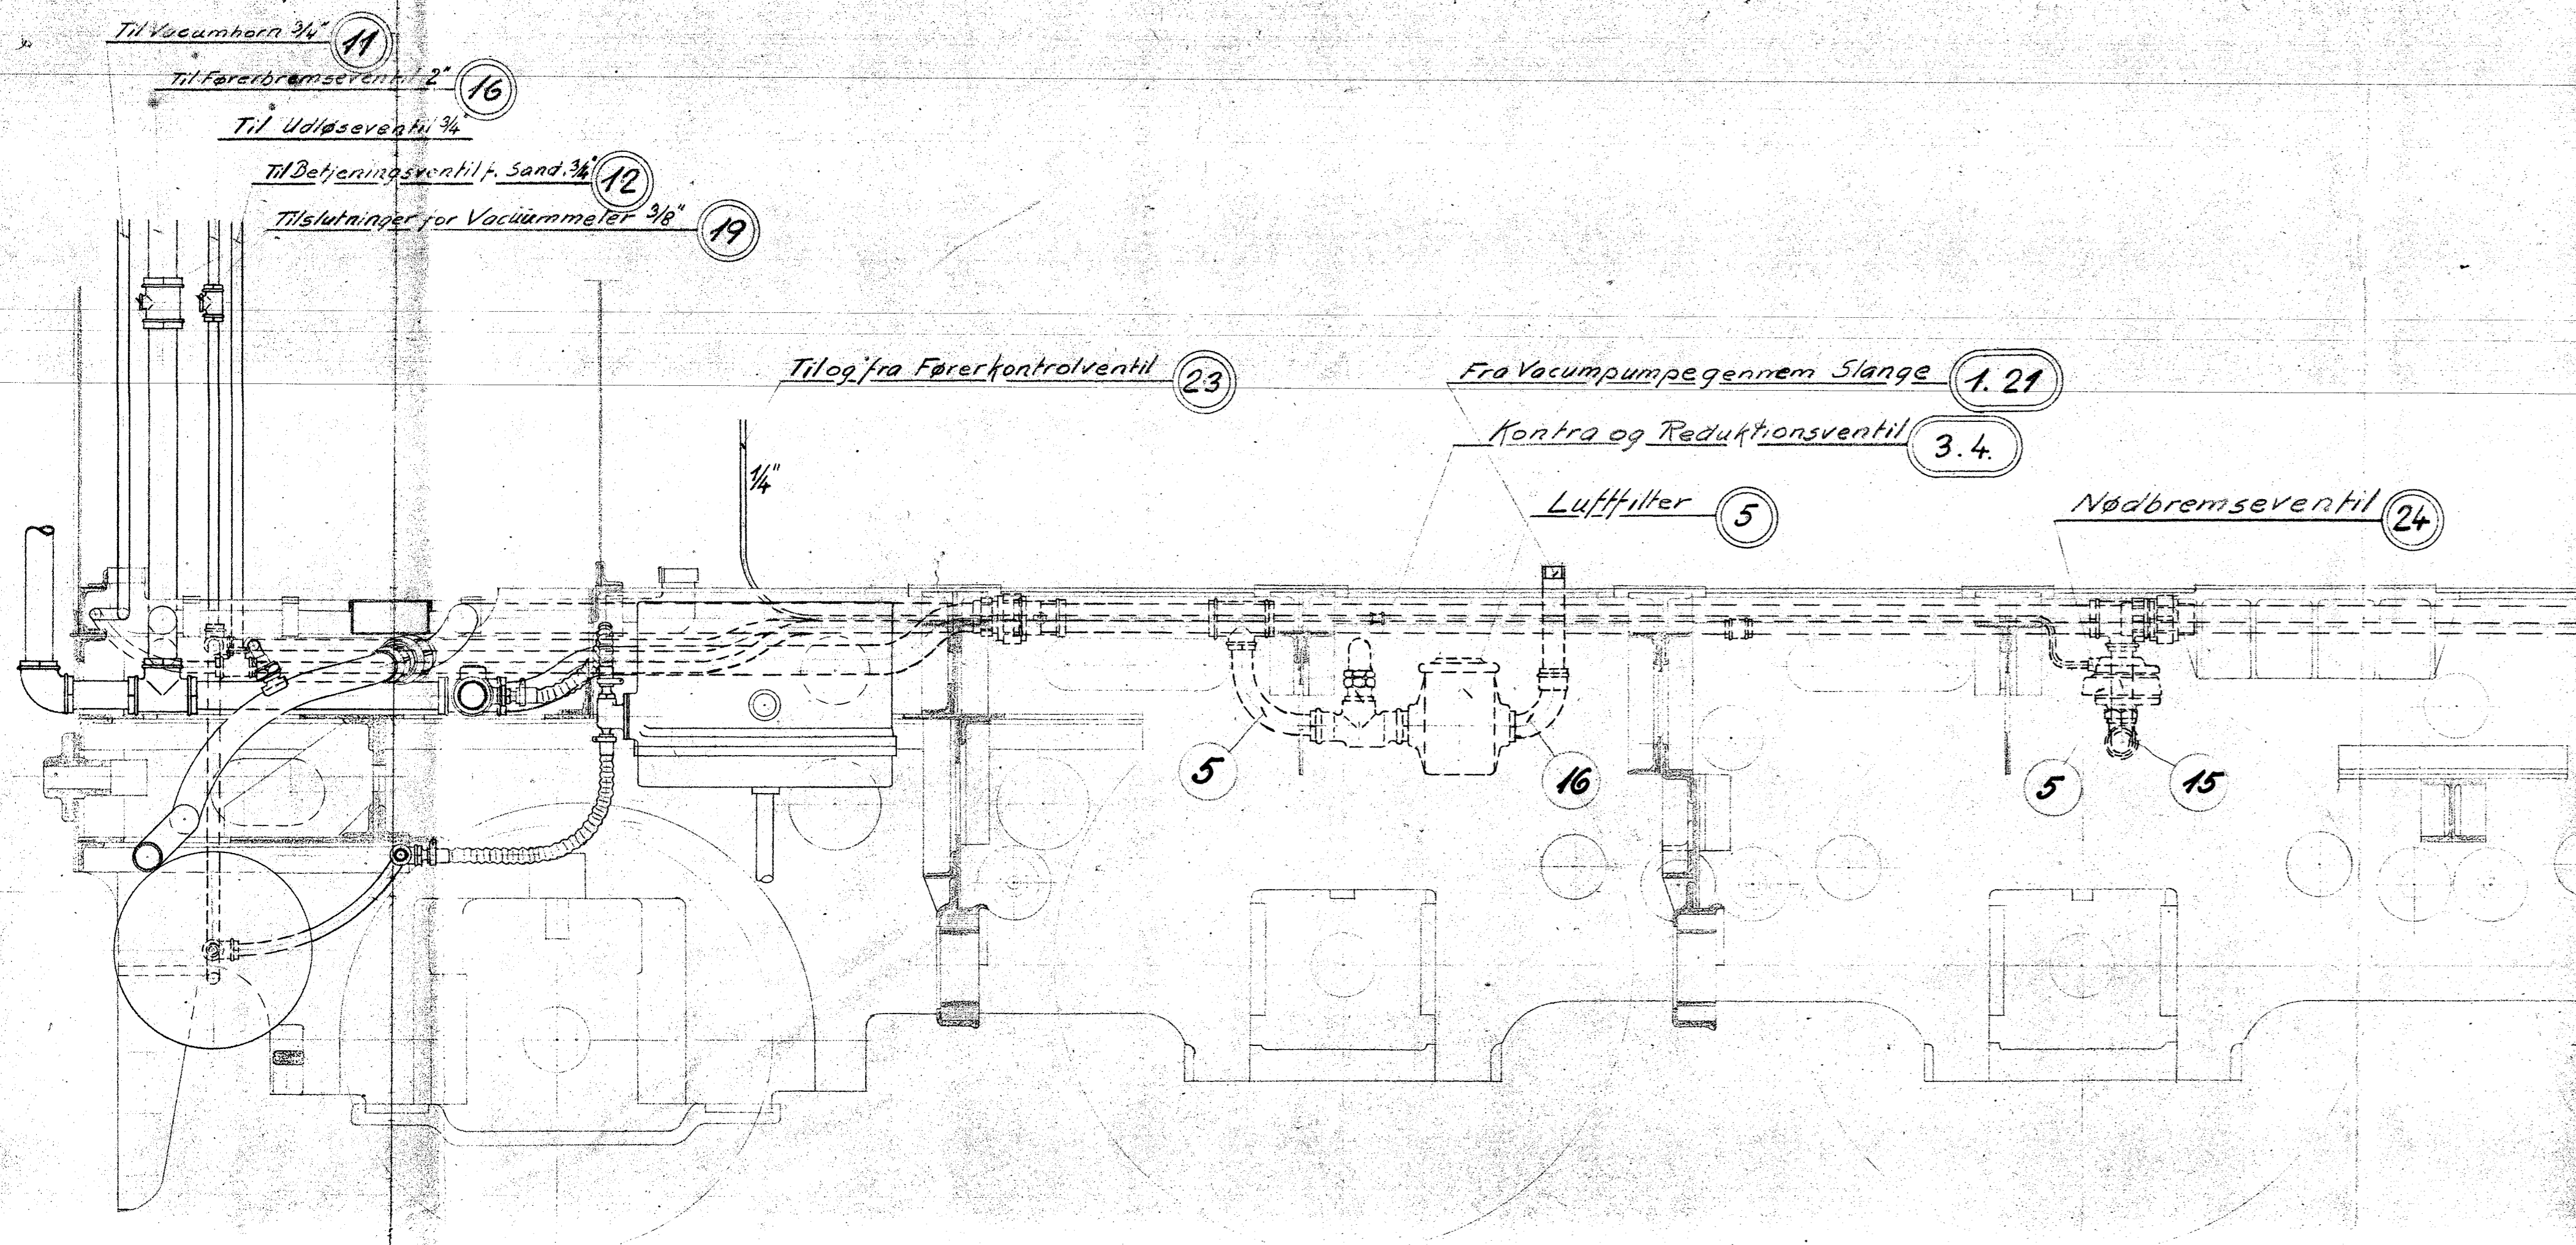 Til Vacumhorn 3/4" 11
Til Førerbremseventil 2" 16
Til Udløseventil 3/4"
Til Betjeningsventil f. Sand. 3/4" 12
Tilslutninger for Vacuummeter 3/8" 19
Til og fra Førerkontrolventil 23
Fra Vacumpumpe gennem Slange 1. 21
Kontra og Reduktionsventil 3. 4.
1/4"
Luftfilter 5
Nødbremseventil 24
5
16
5
15